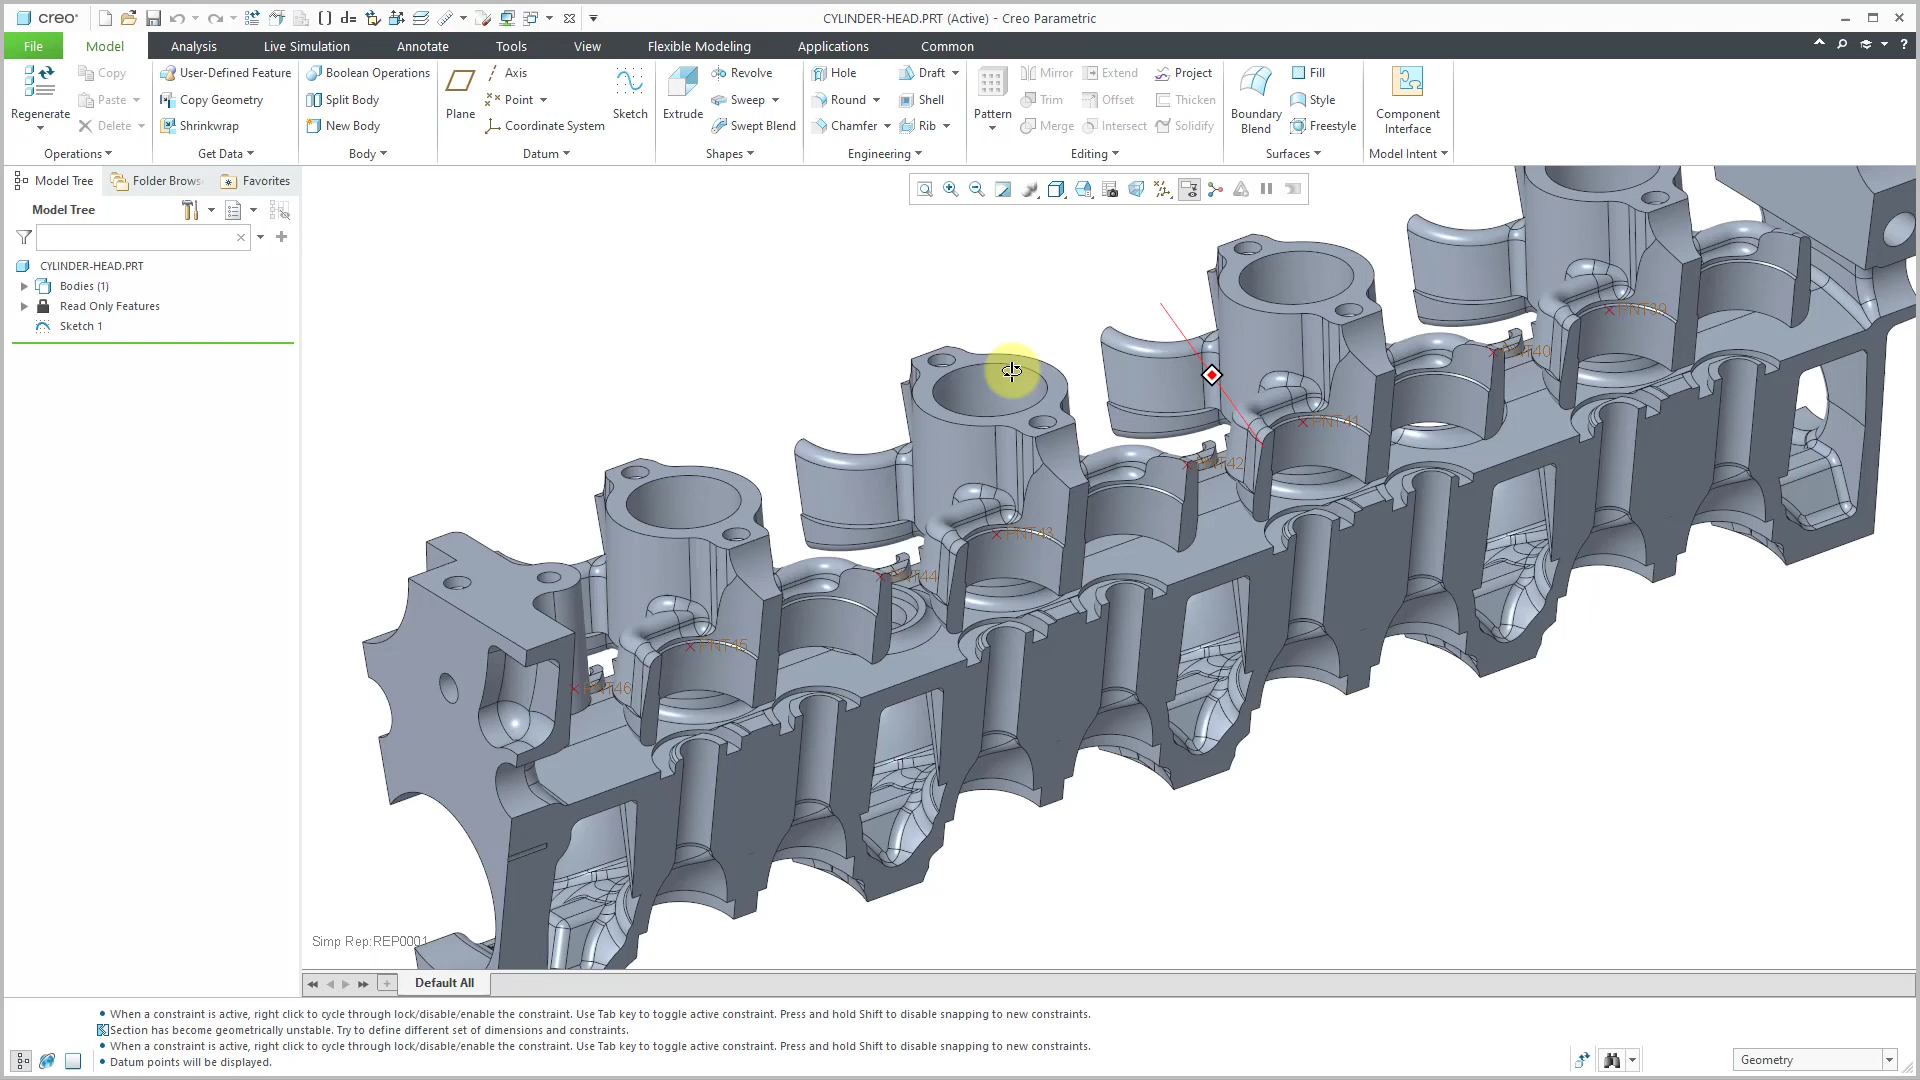 creo
CYLINDER-HEAD.PRT (Active) - Creo Parametric
File Model Analysis Live Simulation Annotate Tools View Flexible Modeling Applications Common
Regenerate
Copy
Paste
Delete
Operations
User-Defined Feature
Copy Geometry
Shrinkwrap
Get Data
Boolean Operations
Split Body
New Body
Body
Plane
Axis
Point
Coordinate System
Sketch
Datum
Extrude
Revolve
Sweep
Swept Blend
Shapes
Hole
Round
Chamfer
Draft
Shell
Rib
Engineering
Pattern
Mirror
Trim
Merge
Extend
Offset
Intersect
Project
Thicken
Solidify
Editing
Boundary
Blend
Fill
Style
Freestyle
Surfaces
Component
Interface
Model Intent
Model Tree
Folder Brows
Favorites
Model Tree
CYLINDER-HEAD.PRT
Bodies (1)
Read Only Features
Sketch 1
PNT39
PNT40
PNT41
PNT42
PNT43
PNT44
PNT45
PNT46
Simp Rep:REP0001
Default All
When a constraint is active, right click to cycle through lock/disable/enable the constraint. Use Tab key to toggle active constraint. Press and hold Shift to disable snapping to new constraints.
Section has become geometrically unstable. Try to define different set of dimensions and constraints.
When a constraint is active, right click to cycle through lock/disable/enable the constraint. Use Tab key to toggle active constraint. Press and hold Shift to disable snapping to new constraints.
Datum points will be displayed.
Geometry